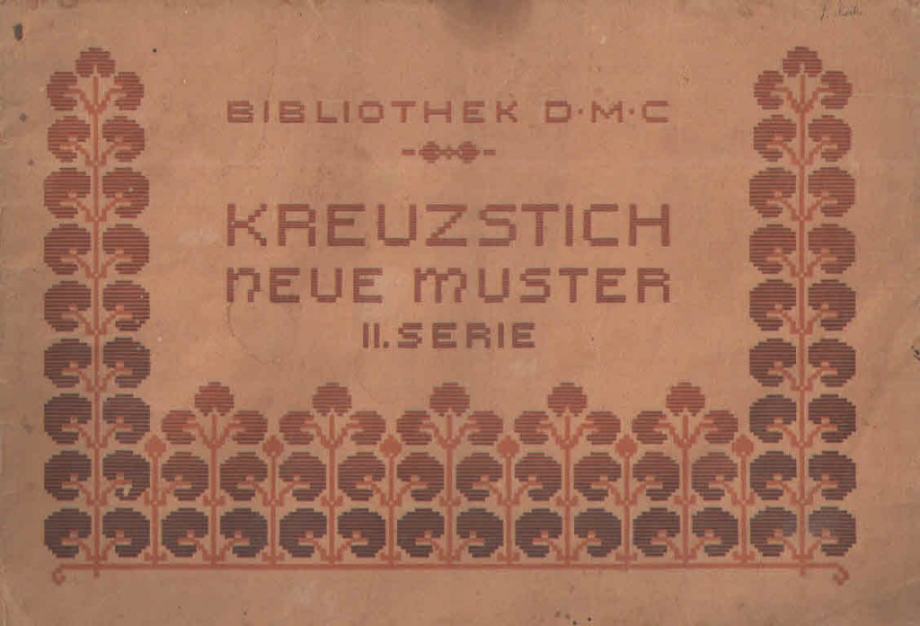 BIBLIOTHEK D·M·C
KREUZSTICH
NEUE MUSTER
II. SERIE